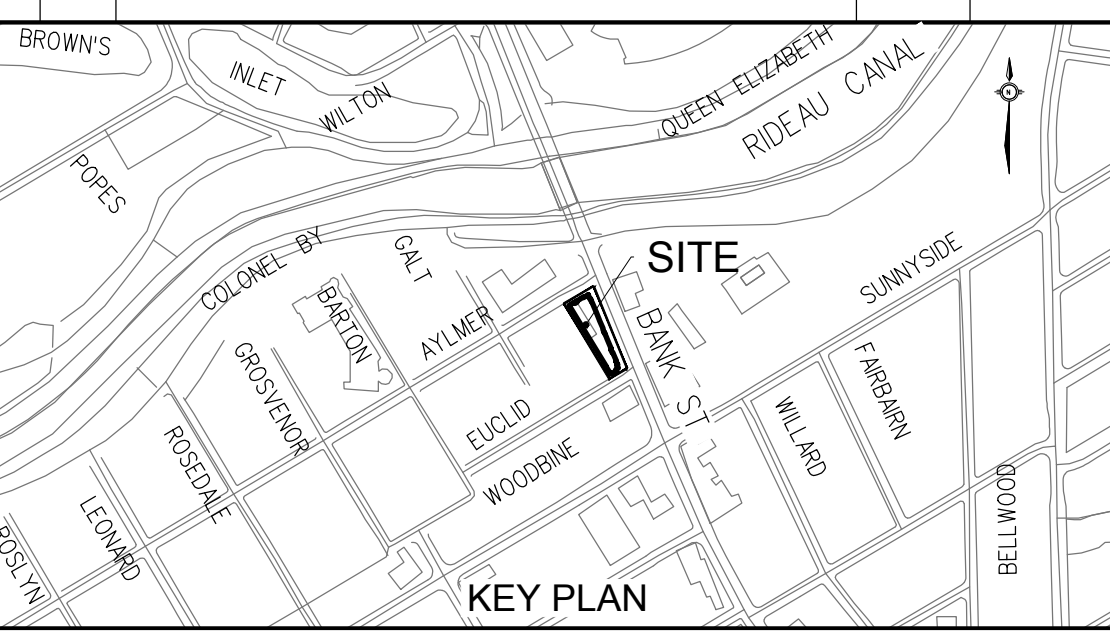 BROWN'S
INLET
WILTON
QUEEN ELIZABETH
RIDEAU CANAL
N
POPES
COLONEL BY
GALT
SITE
SUNNYSIDE
BARTON
AYLMER
BANK ST
GROSVENOR
FAIRBAIRN
EUCLID
WILLARD
WOODBINE
ROSEDALE
LEONARD
BELLWOOD
ROSLYN
KEY PLAN